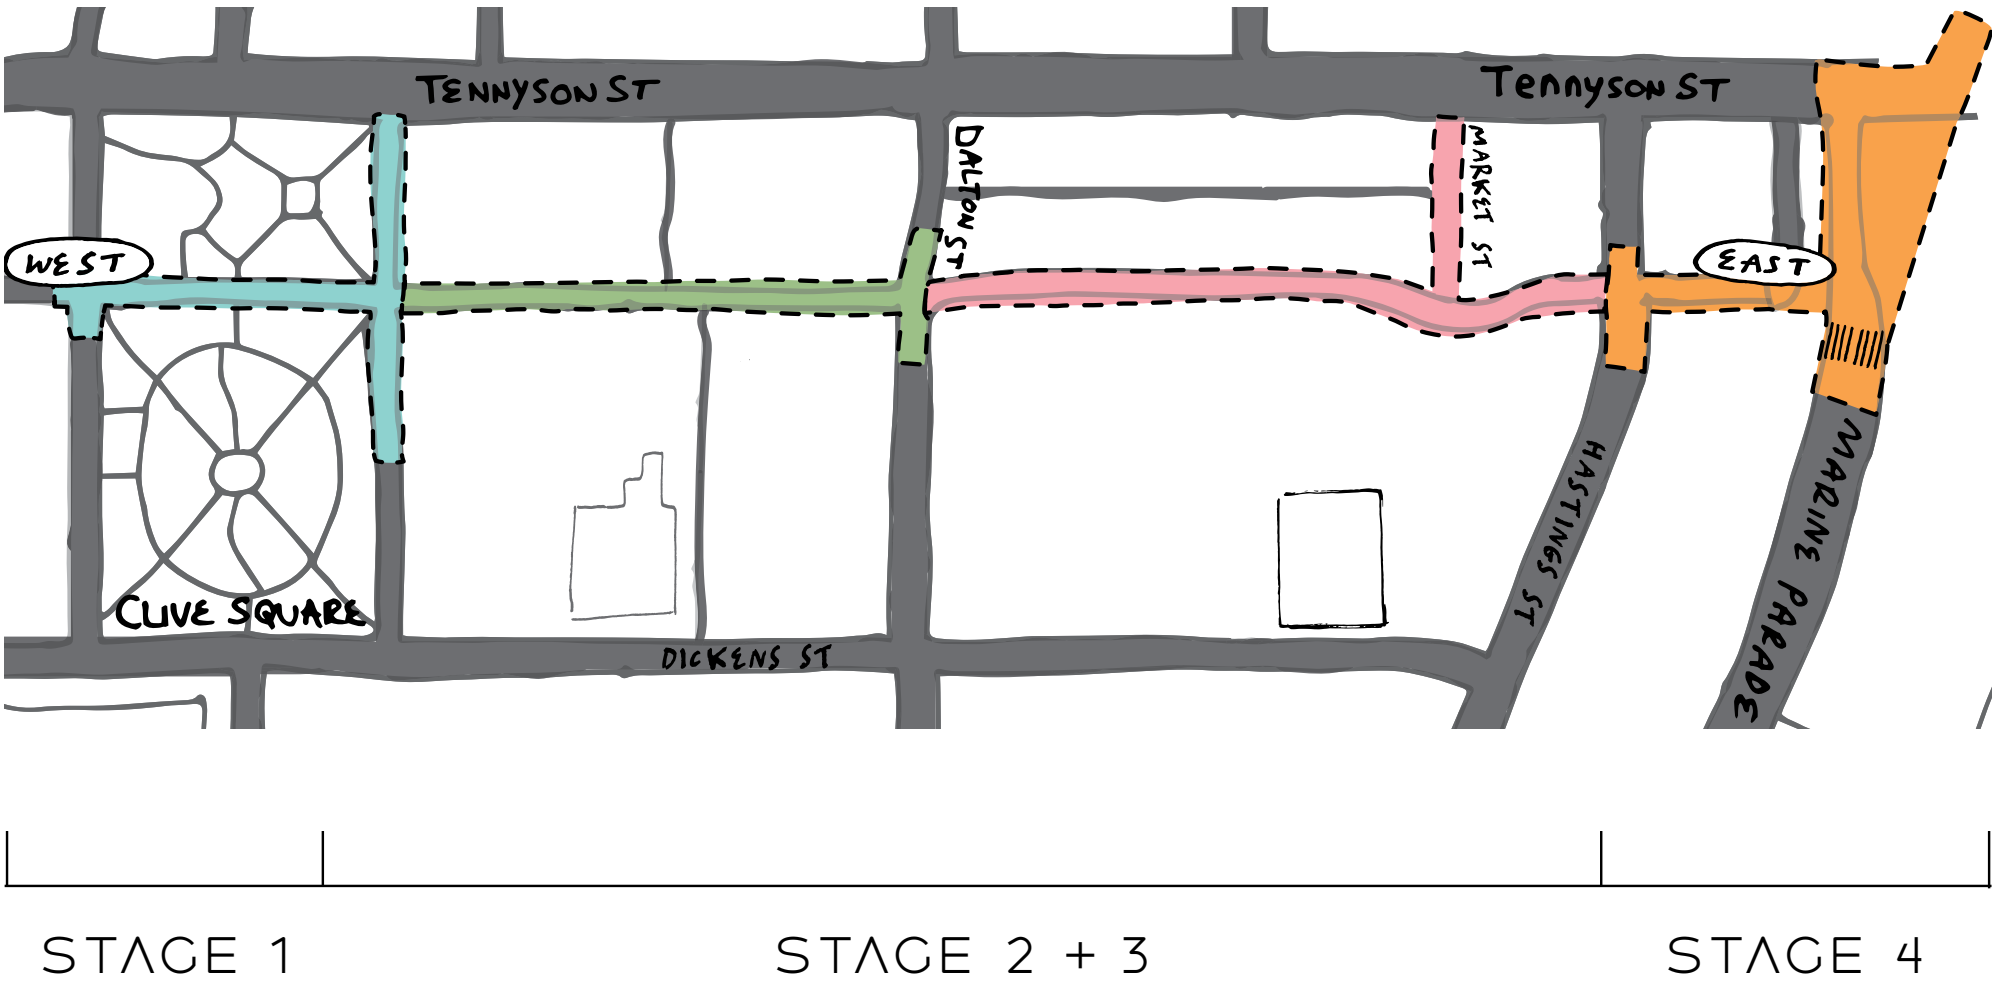 TENNYSON ST
Tennyson ST
DALTON ST
MARKET ST
WEST
EAST
HASTINGS ST
MARINE PARADE
CLIVE SQUARE
DICKENS ST
STAGE 1
STAGE 2 + 3
STAGE 4